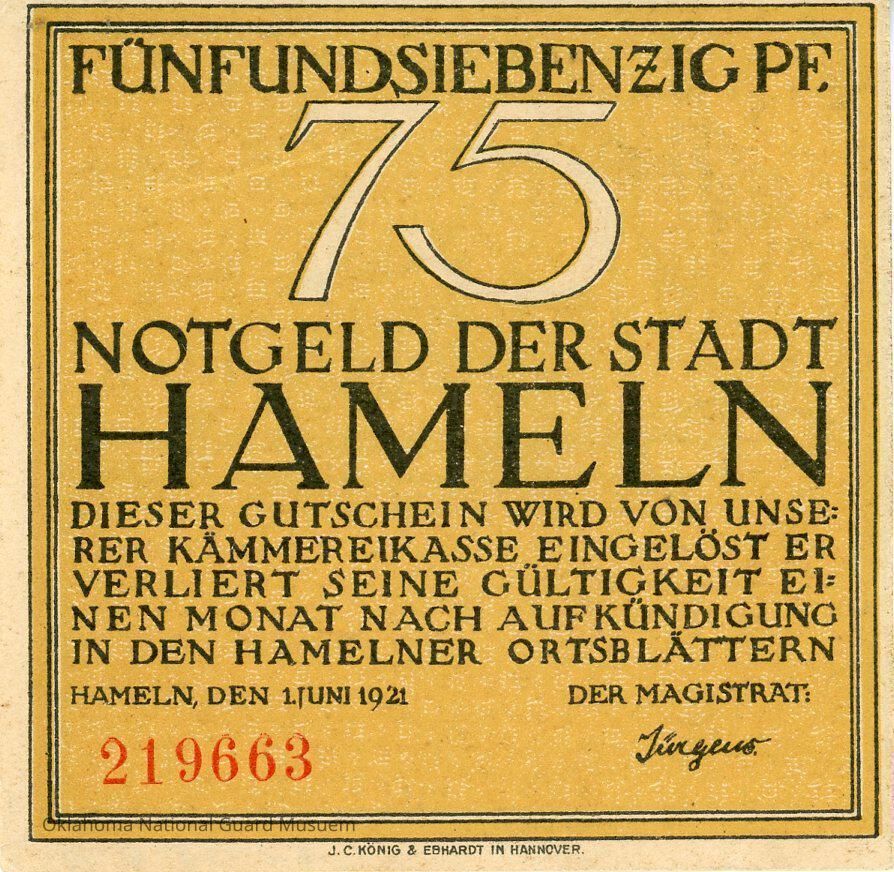 FÜNFUNDSIEBENZIG PF.
75
NOTGELD DER STADT
HAMELN
DIESER GUTSCHEIN WIRD VON UNSE=
RER KÄMMEREIKASSE EINGELÖST ER
VERLIERT SEINE GÜLTIGKEIT EI=
NEN MONAT NACH AUFKÜNDIGUNG
IN DEN HAMELNER ORTSBLÄTTERN
HAMELN, DEN 1.JUNI 1921 DER MAGISTRAT:
219663 Jürgens.
Oklahoma National Guard Musuem
J. C. KÖNIG & EBHARDT IN HANNOVER.